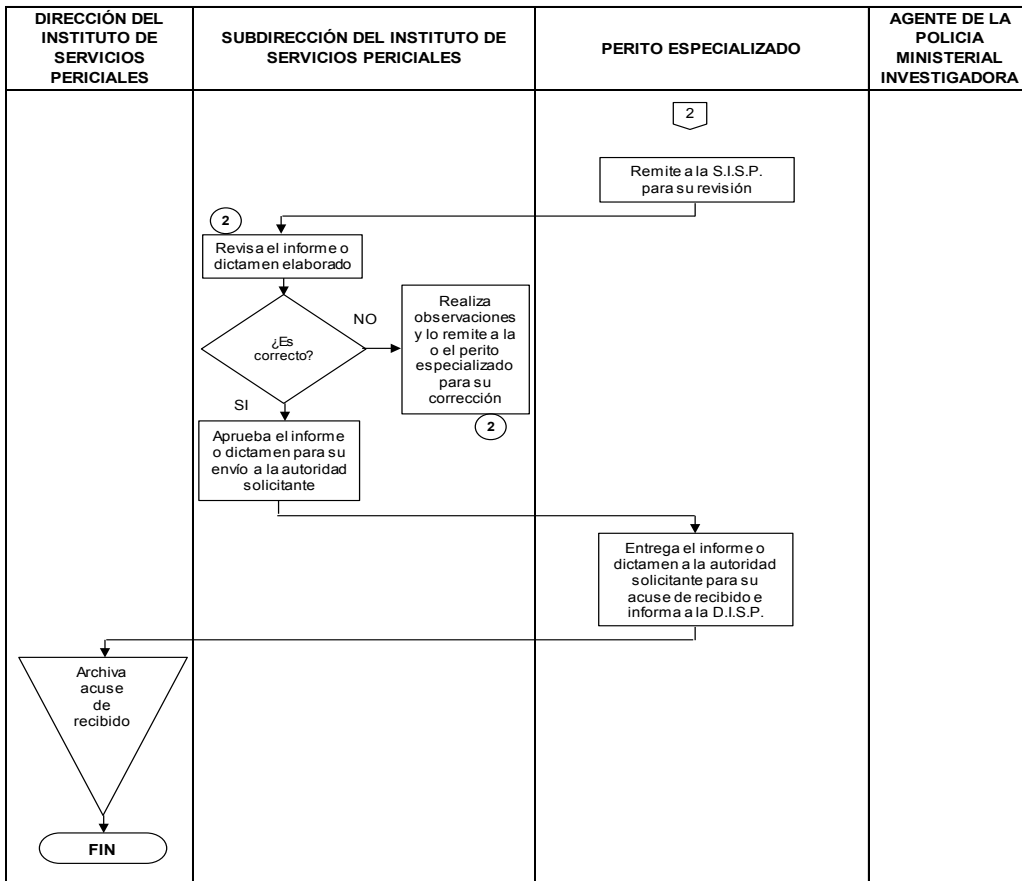 DIRECCIÓN DEL
INSTITUTO DE
SERVICIOS
PERICIALES
SUBDIRECCIÓN DEL INSTITUTO DE
SERVICIOS PERICIALES
PERITO ESPECIALIZADO
AGENTE DE LA
POLICIA
MINISTERIAL
INVESTIGADORA
2
Remite a la S.I.S.P.
para su revisión
2
Revisa el informe o
dictamen elaborado
¿Es
correcto?
NO
Realiza
observaciones
y lo remite a la
o el perito
especializado
para su
corrección
2
SI
Aprueba el informe
o dictamen para su
envío a la autoridad
solicitante
Entrega el informe o
dictamen a la autoridad
solicitante para su
acuse de recibido e
informa a la D.I.S.P.
Archiva
acuse
de
recibido
FIN